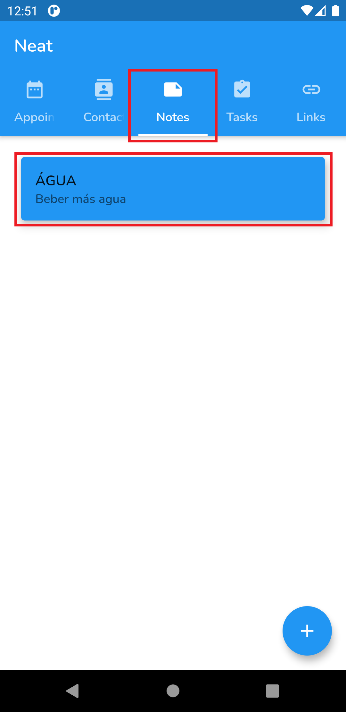 12:51
Neat
Appoin
Contac
Notes
Tasks
Links
ÁGUA
Beber más agua